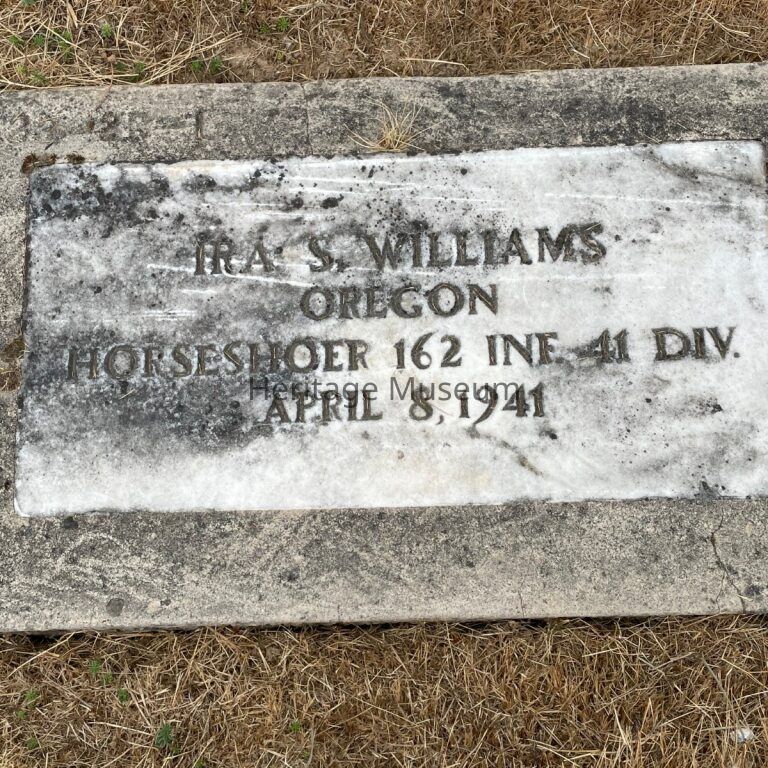 IRA S. WILLIAMS
OREGON
HORSESHOER 162 INF. 41 DIV.
Heritage Museum
APRIL 8, 1941